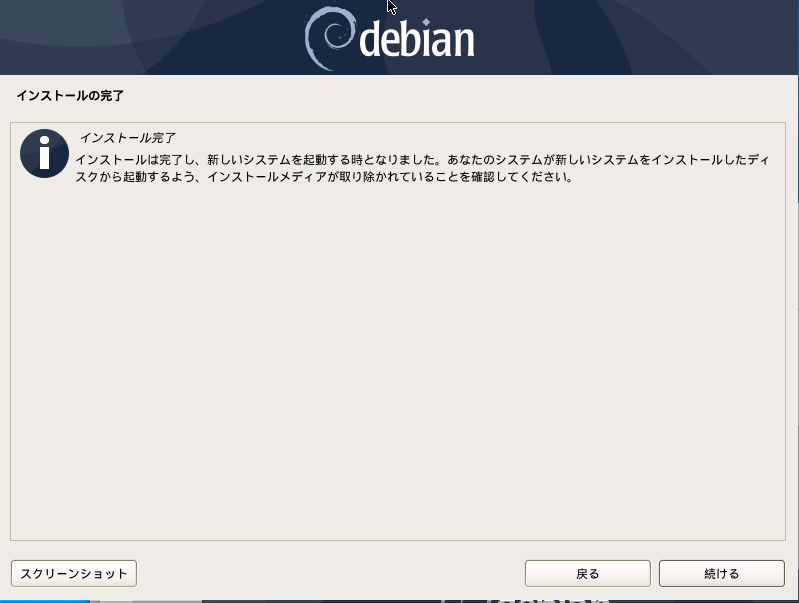 debian
インストールの完了
インストール完了
インストールは完了し、新しいシステムを起動する時となりました。あなたのシステムが新しいシステムをインストールしたディ
スクから起動するよう、インストールメディアが取り除かれていることを確認してください。
スクリーンショット
戻る
続ける